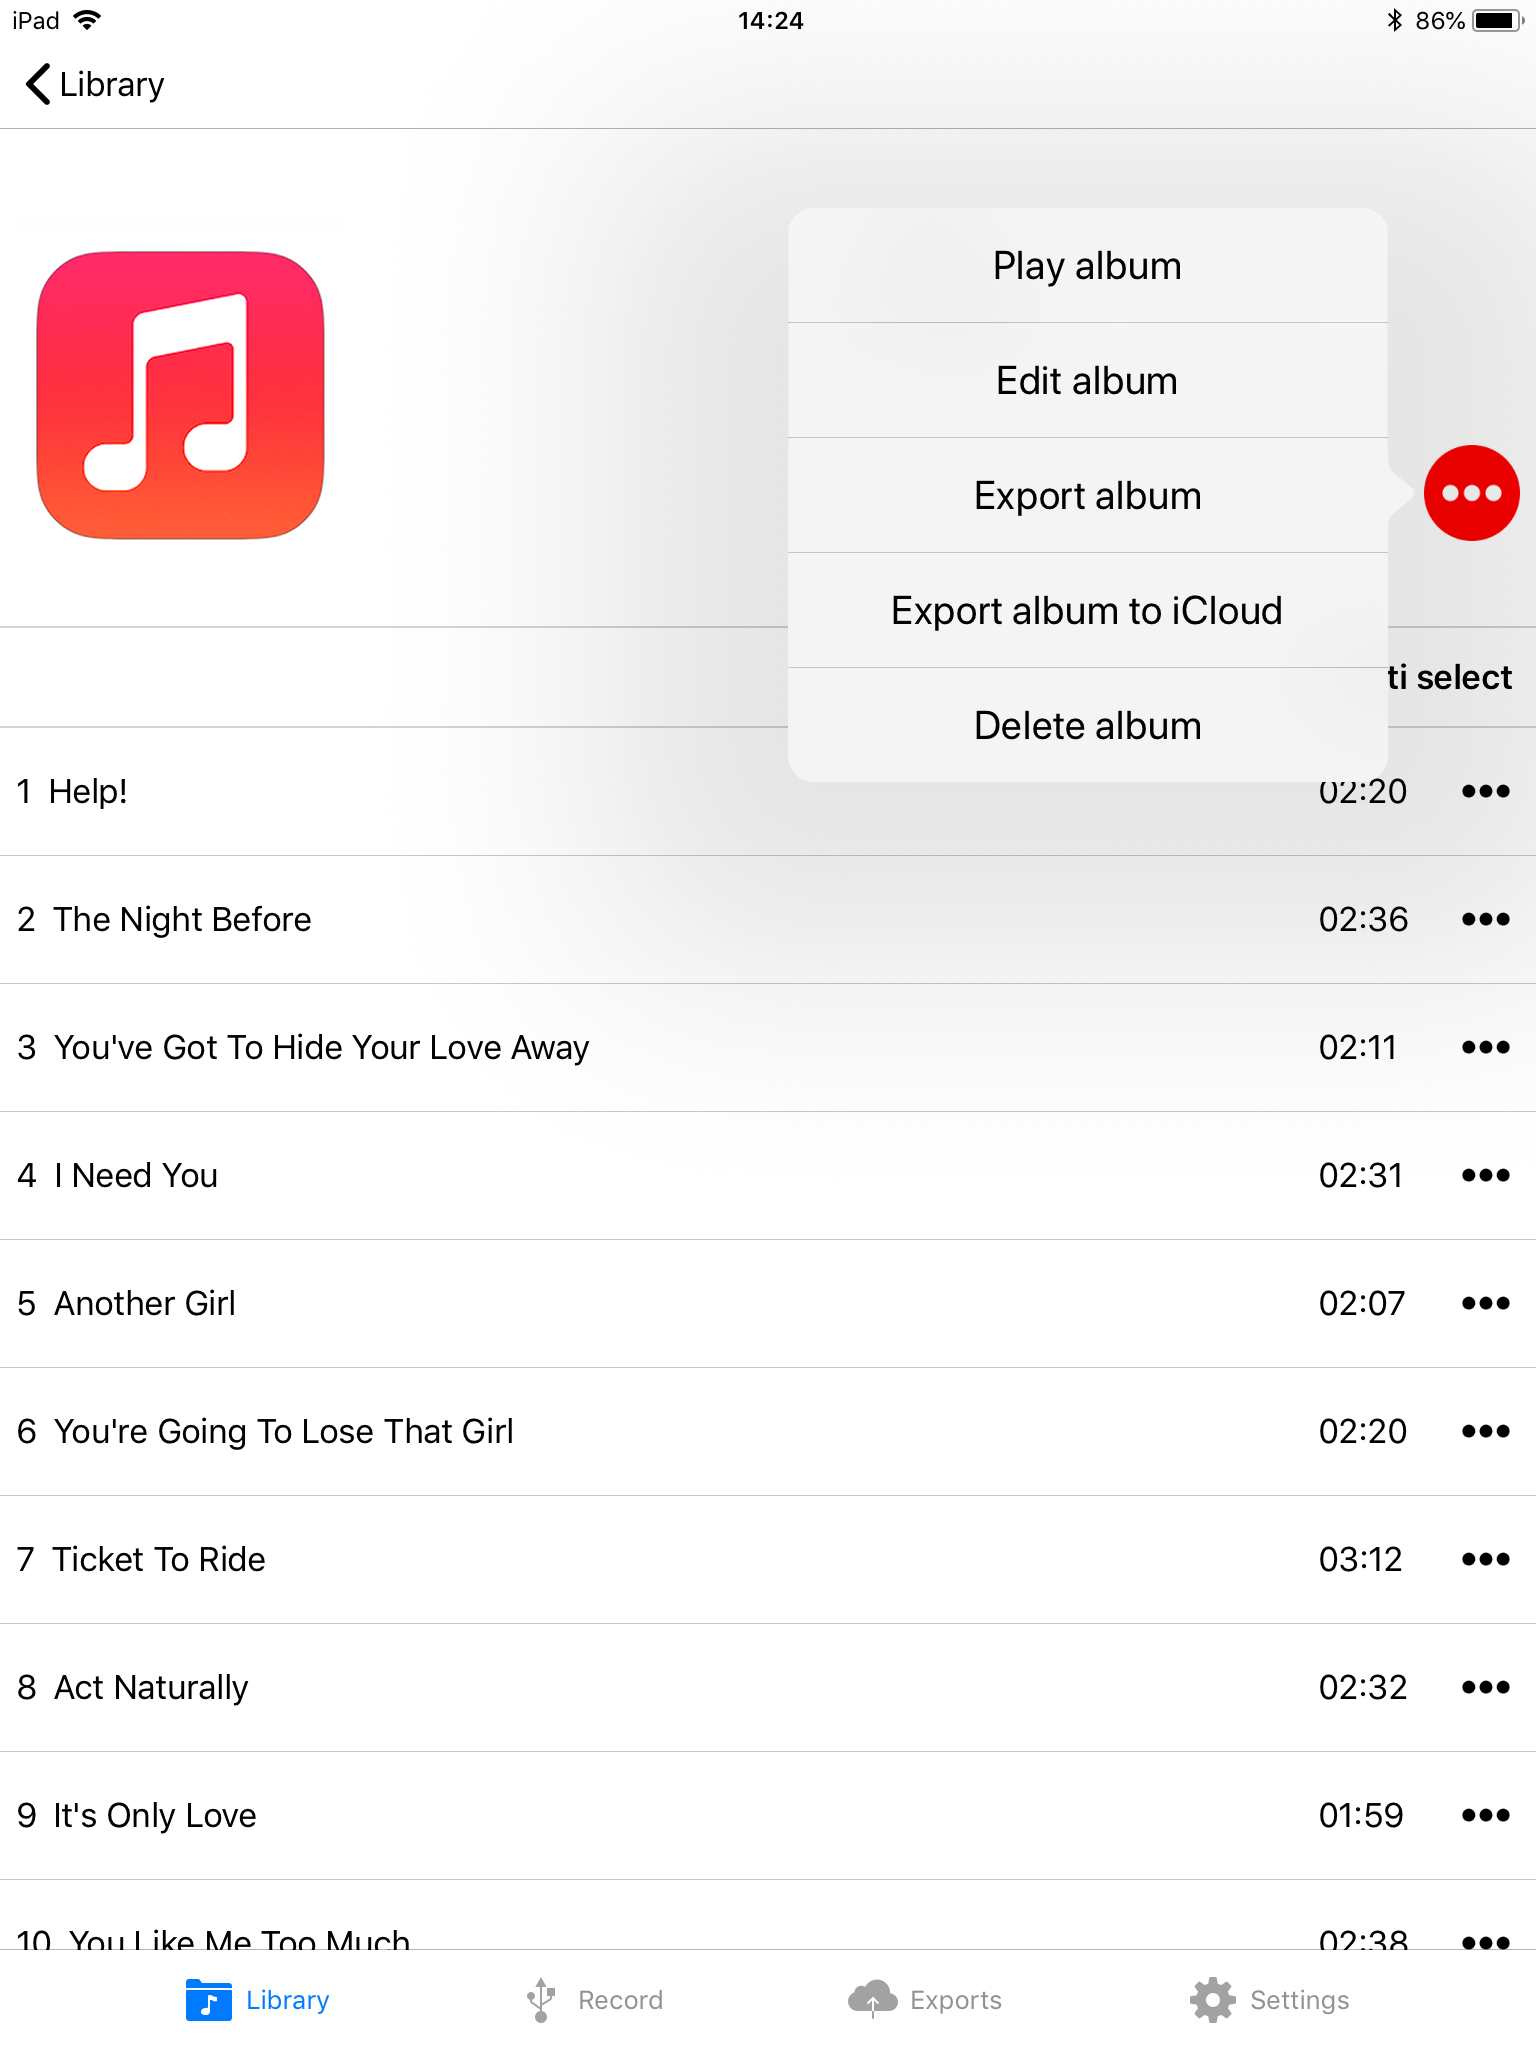 iPad 14:24 86%
Library
Play album
Edit album
Export album
Export album to iCloud
ti select
Delete album
1 Help! 02:20
2 The Night Before 02:36
3 You've Got To Hide Your Love Away 02:11
4 I Need You 02:31
5 Another Girl 02:07
6 You're Going To Lose That Girl 02:20
7 Ticket To Ride 03:12
8 Act Naturally 02:32
9 It's Only Love 01:59
10 You Like Me Too Much 02:38
Library Record Exports Settings